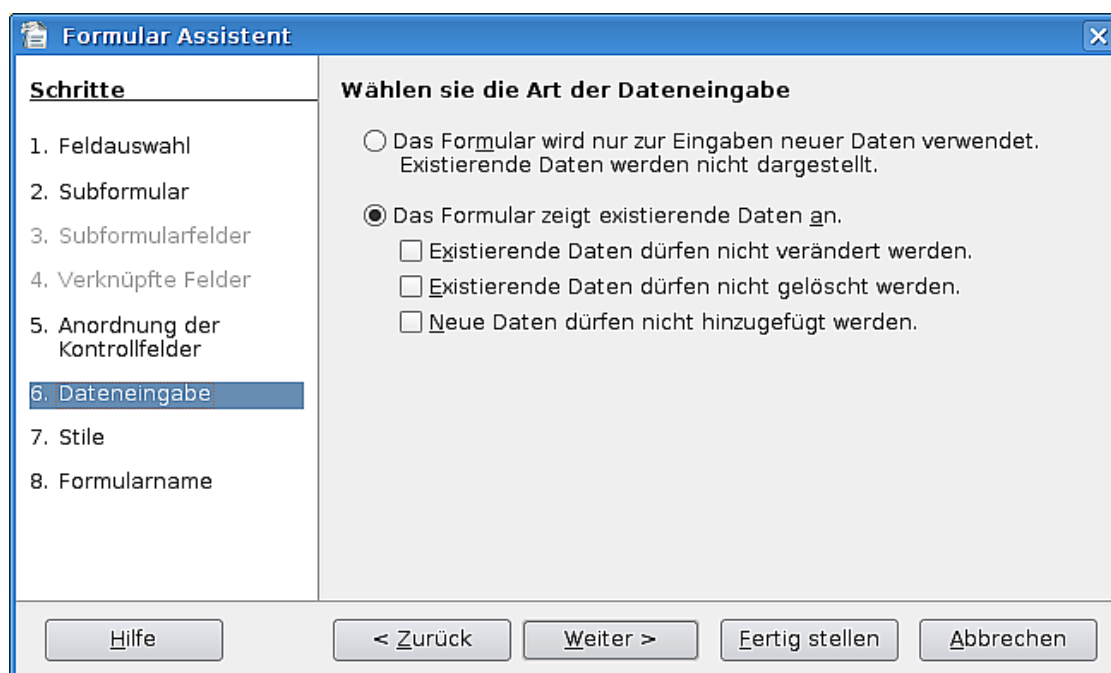 Formular Assistent
Schritte
1. Feldauswahl
2. Subformular
3. Subformularfelder
4. Verknüpfte Felder
5. Anordnung der
Kontrollfelder
6. Dateneingabe
7. Stile
8. Formularname
Wählen sie die Art der Dateneingabe
Das Formular wird nur zur Eingaben neuer Daten verwendet.
Existierende Daten werden nicht dargestellt.
Das Formular zeigt existierende Daten an.
Existierende Daten dürfen nicht verändert werden.
Existierende Daten dürfen nicht gelöscht werden.
Neue Daten dürfen nicht hinzugefügt werden.
Hilfe
< Zurück
Weiter >
Fertig stellen
Abbrechen